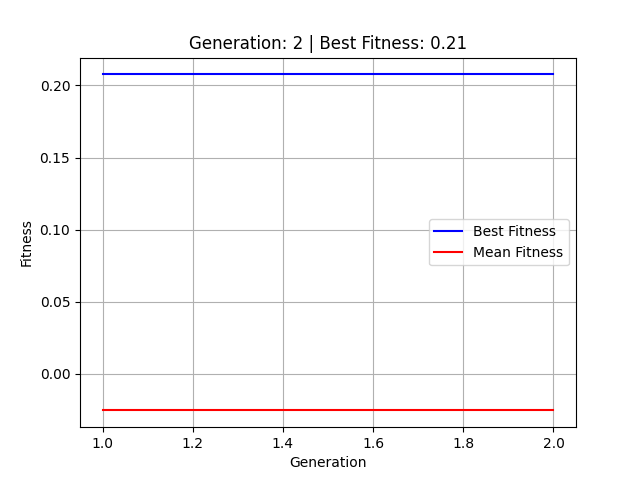 Generation: 2 | Best Fitness: 0.21
0.20
0.15
0.10
0.05
0.00
Fitness
Best Fitness
Mean Fitness
1.0 1.2 1.4 1.6 1.8 2.0
Generation